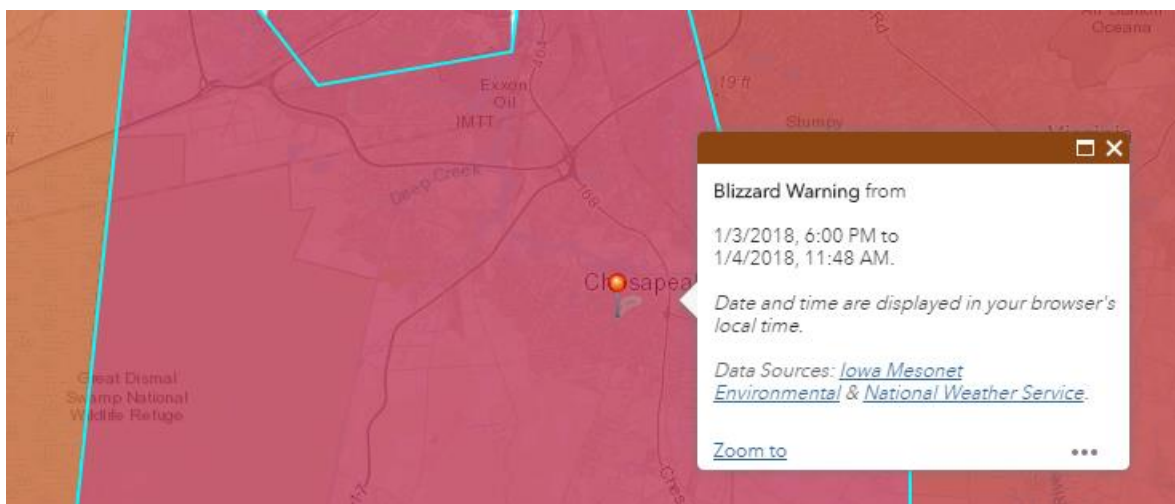 464
Rd
Oceana
Exxon
Oil
IMTT
19 ft
Stumpy
Deep Creek
168
Blizzard Warning from
1/3/2018, 6:00 PM to
1/4/2018, 11:48 AM.
Date and time are displayed in your browser's
local time.
Data Sources: Iowa Mesonet
Environmental & National Weather Service.
Zoom to
Great Dismal
Swamp National
Wildlife Refuge